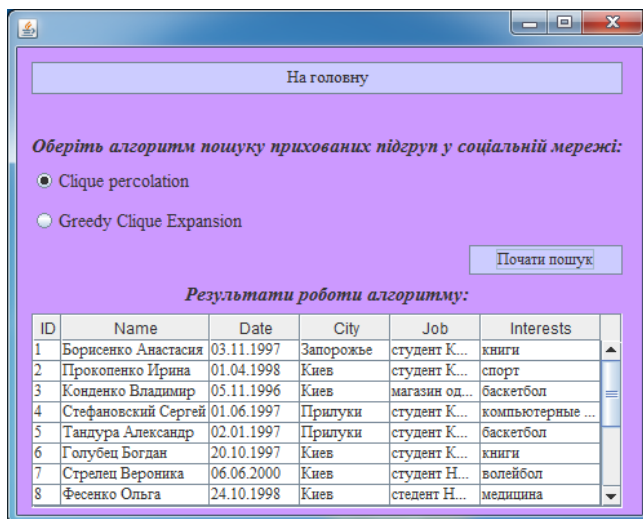 На головну
Оберіть алгоритм пошуку прихованих підгруп у соціальній мережі:
Clique percolation
Greedy Clique Expansion
Почати пошук
Результати роботи алгоритму:
ID Name Date City Job Interests
1 Борисенко Анастасия 03.11.1997 Запорожье студент К... книги
2 Прокопенко Ирина 01.04.1998 Киев студент К... спорт
3 Конденко Владимир 05.11.1996 Киев магазин од... баскетбол
4 Стефановский Сергей 01.06.1997 Прилуки студент К... компьютерные ...
5 Тандура Александр 02.01.1997 Прилуки студент К... баскетбол
6 Голубец Богдан 20.10.1997 Киев студент К... книги
7 Стрелец Вероника 06.06.2000 Киев студент Н... волейбол
8 Фесенко Ольга 24.10.1998 Киев стедент Н... медицина